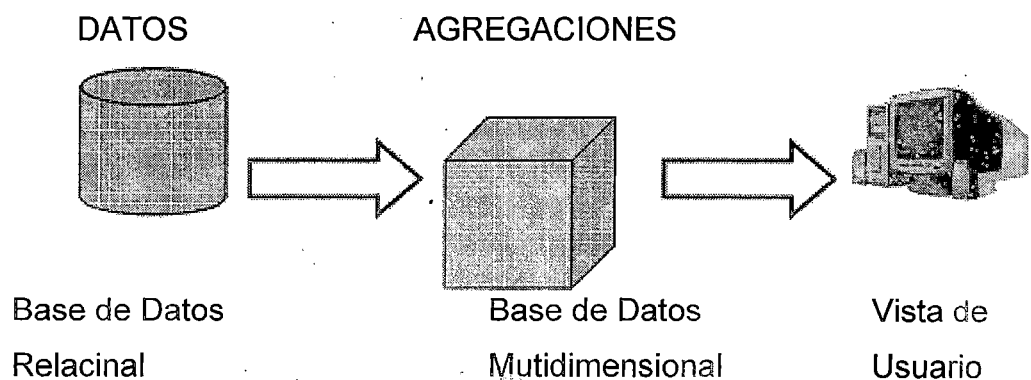 DATOS AGREGACIONES
Base de Datos Base de Datos Vista de
Relacinal Mutidimensional Usuario